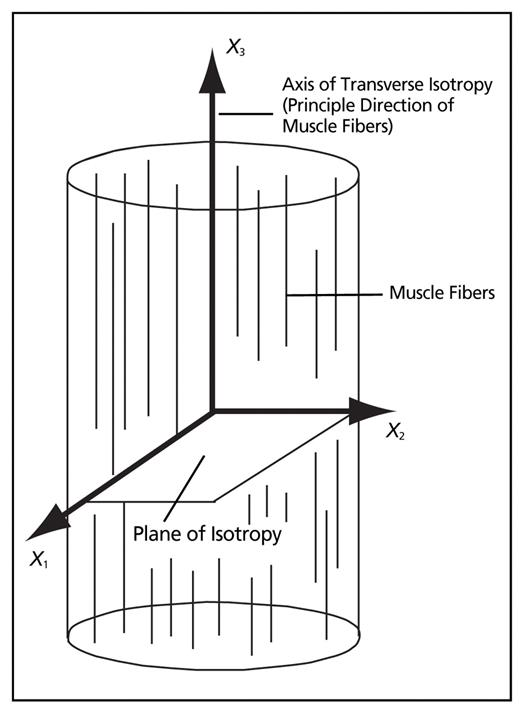 X3
Axis of Transverse Isotropy
(Principle Direction of
Muscle Fibers)
Muscle Fibers
X2
Plane of Isotropy
X1